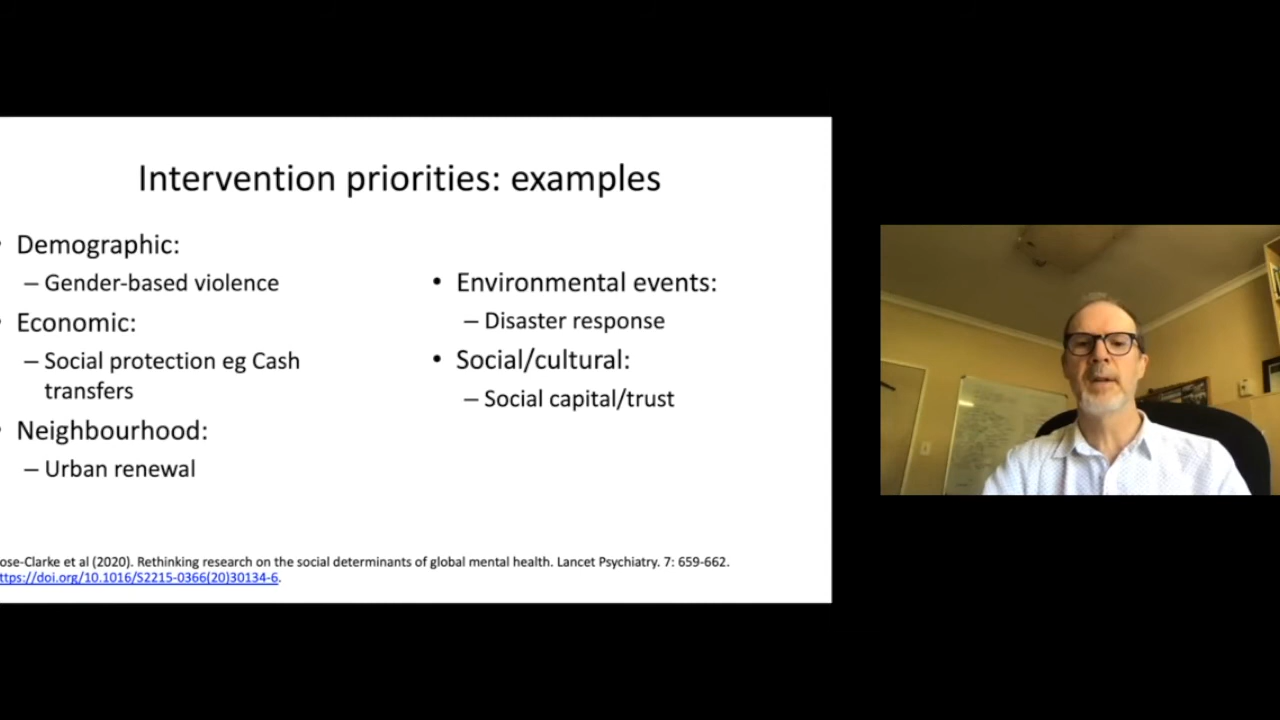 Intervention priorities: examples
• Demographic:
– Gender-based violence
• Economic:
– Social protection eg Cash
transfers
• Neighbourhood:
– Urban renewal
• Environmental events:
– Disaster response
• Social/cultural:
– Social capital/trust
ose-Clarke et al (2020). Rethinking research on the social determinants of global mental health. Lancet Psychiatry. 7: 659-662.
ttps://doi.org/10.1016/S2215-0366(20)30134-6.